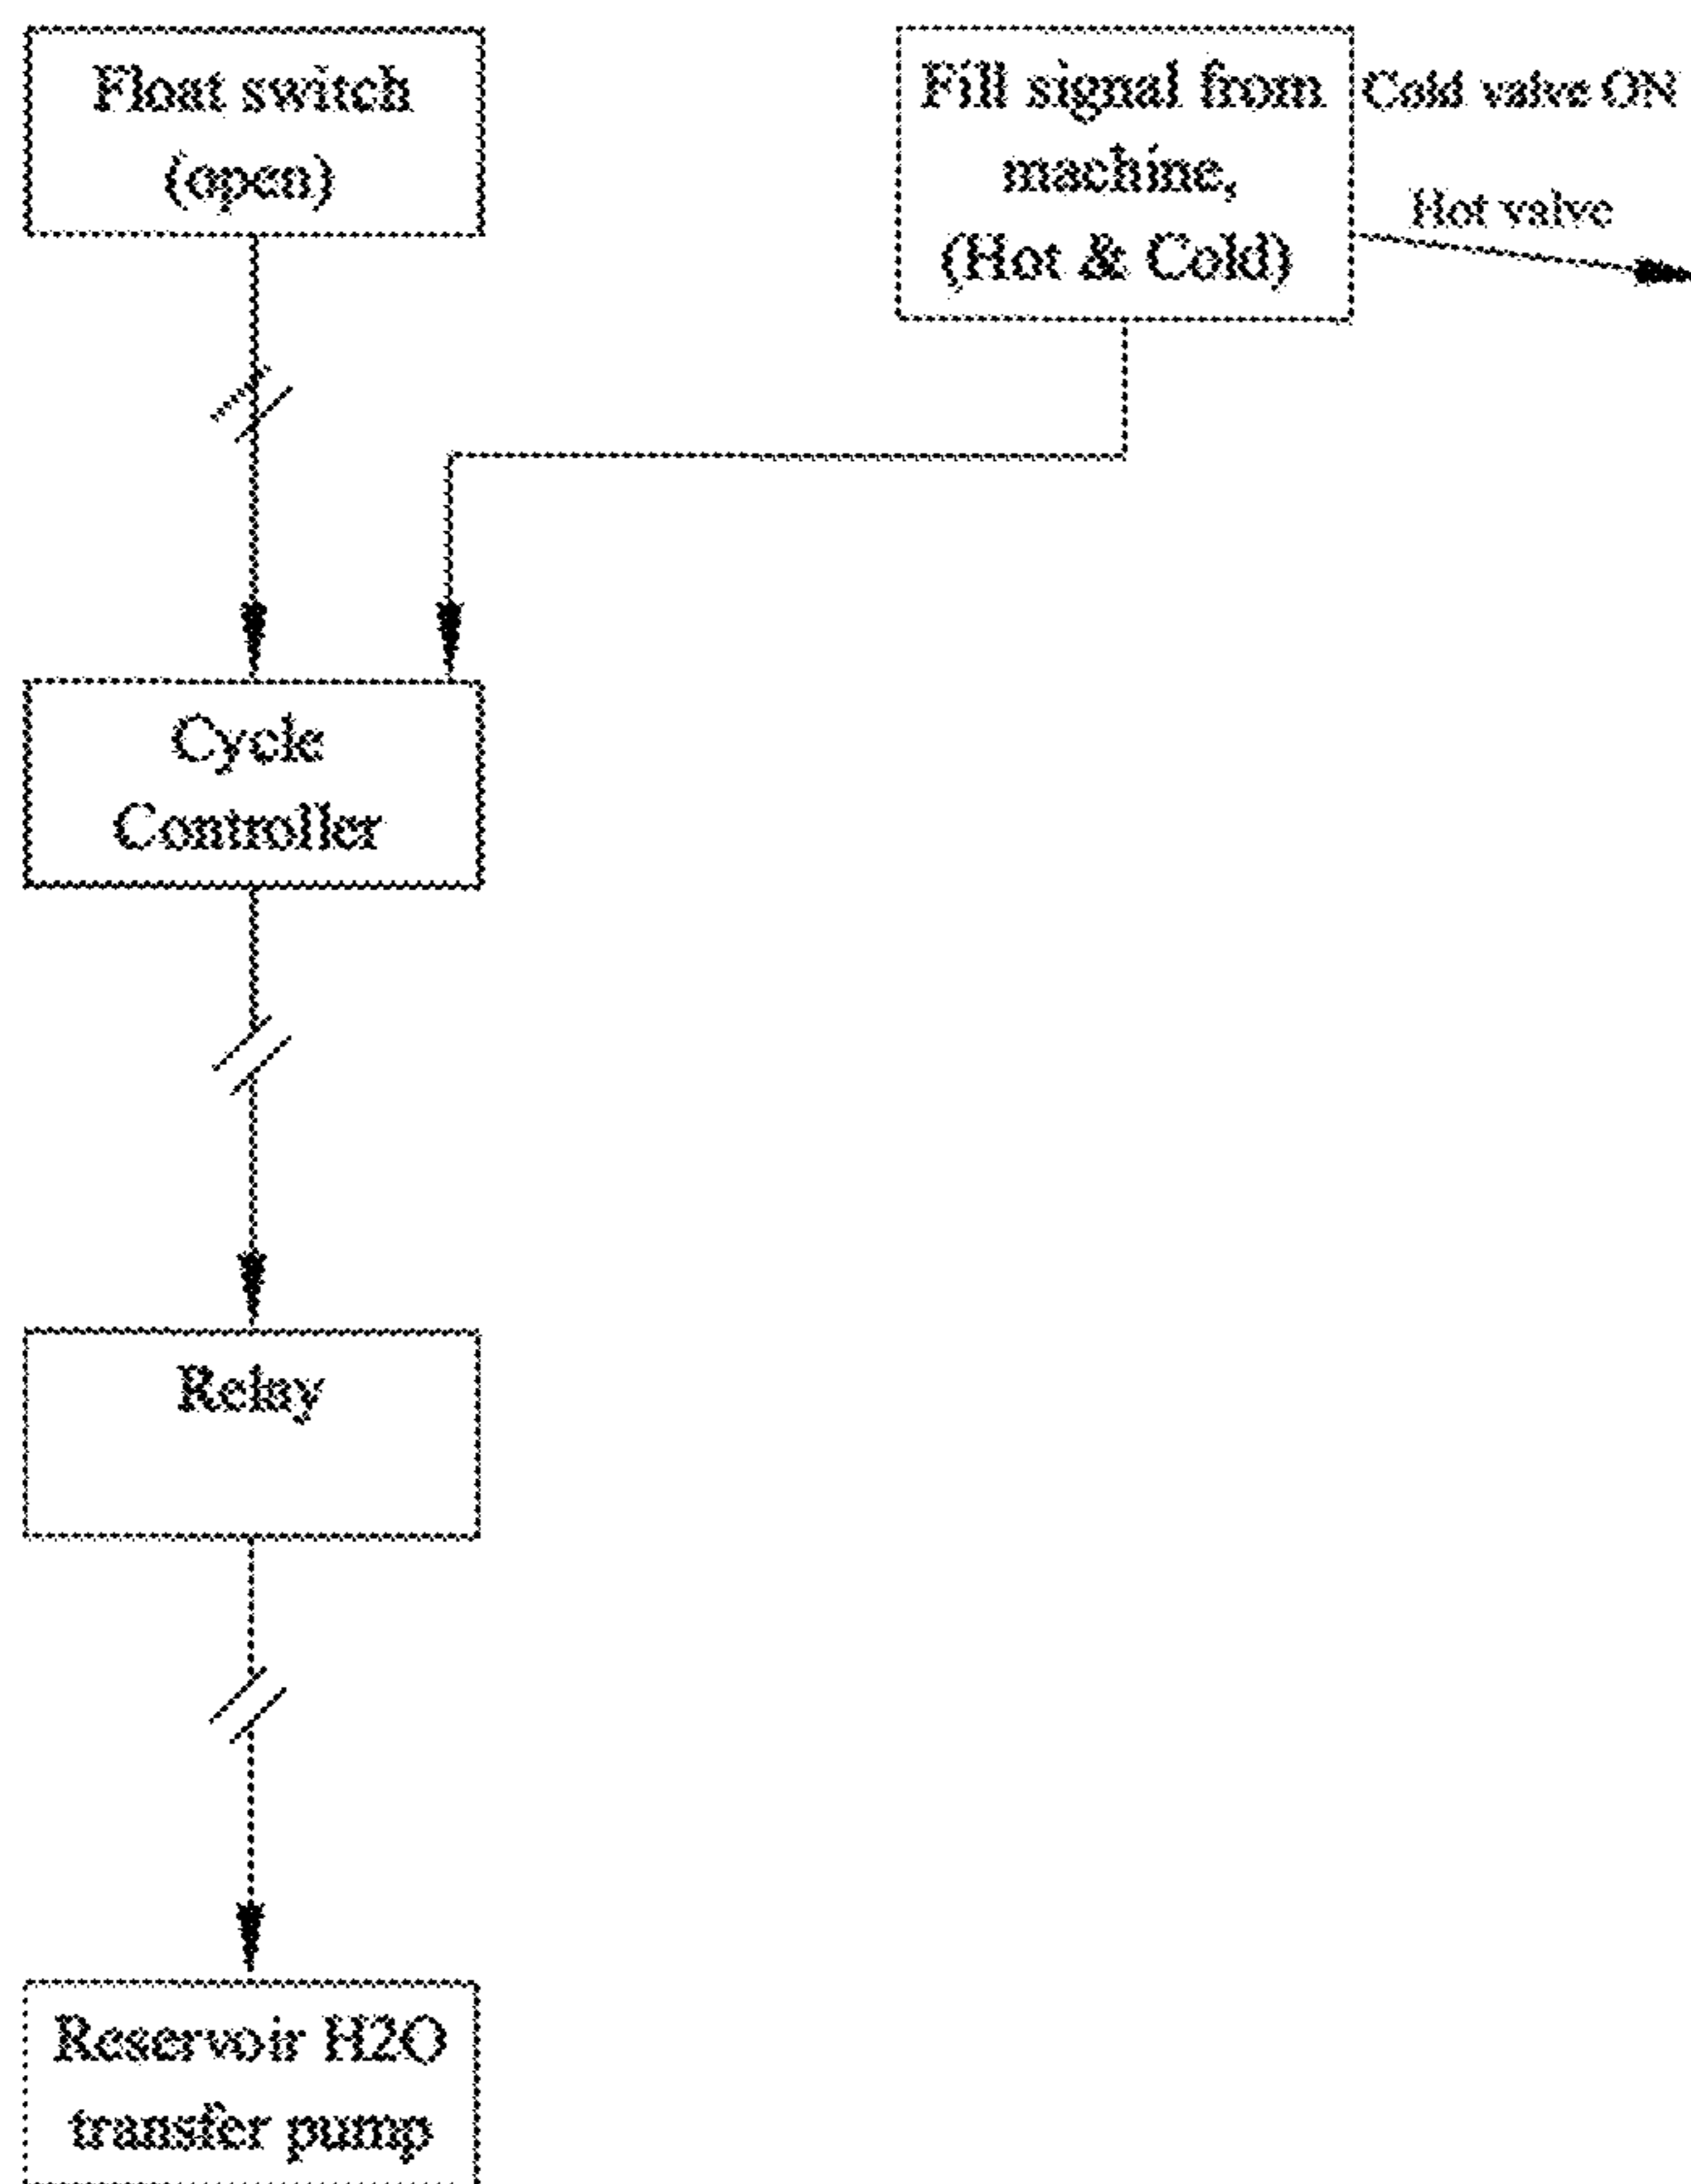 Float switch
(open)
Fill signal from
machine,
(Hot & Cold)
Cold valve ON
Hot valve
Cycle
Controller
Relay
Reservoir H2O
transfer pump